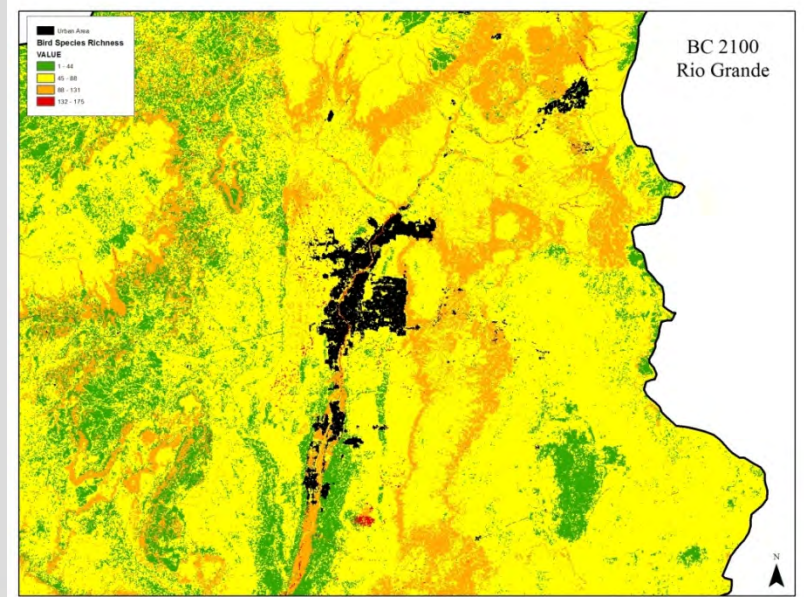 Urban Area
Bird Species Richness
VALUE
1 - 44
45 - 88
88 - 131
132 - 175
BC 2100
Rio Grande
N